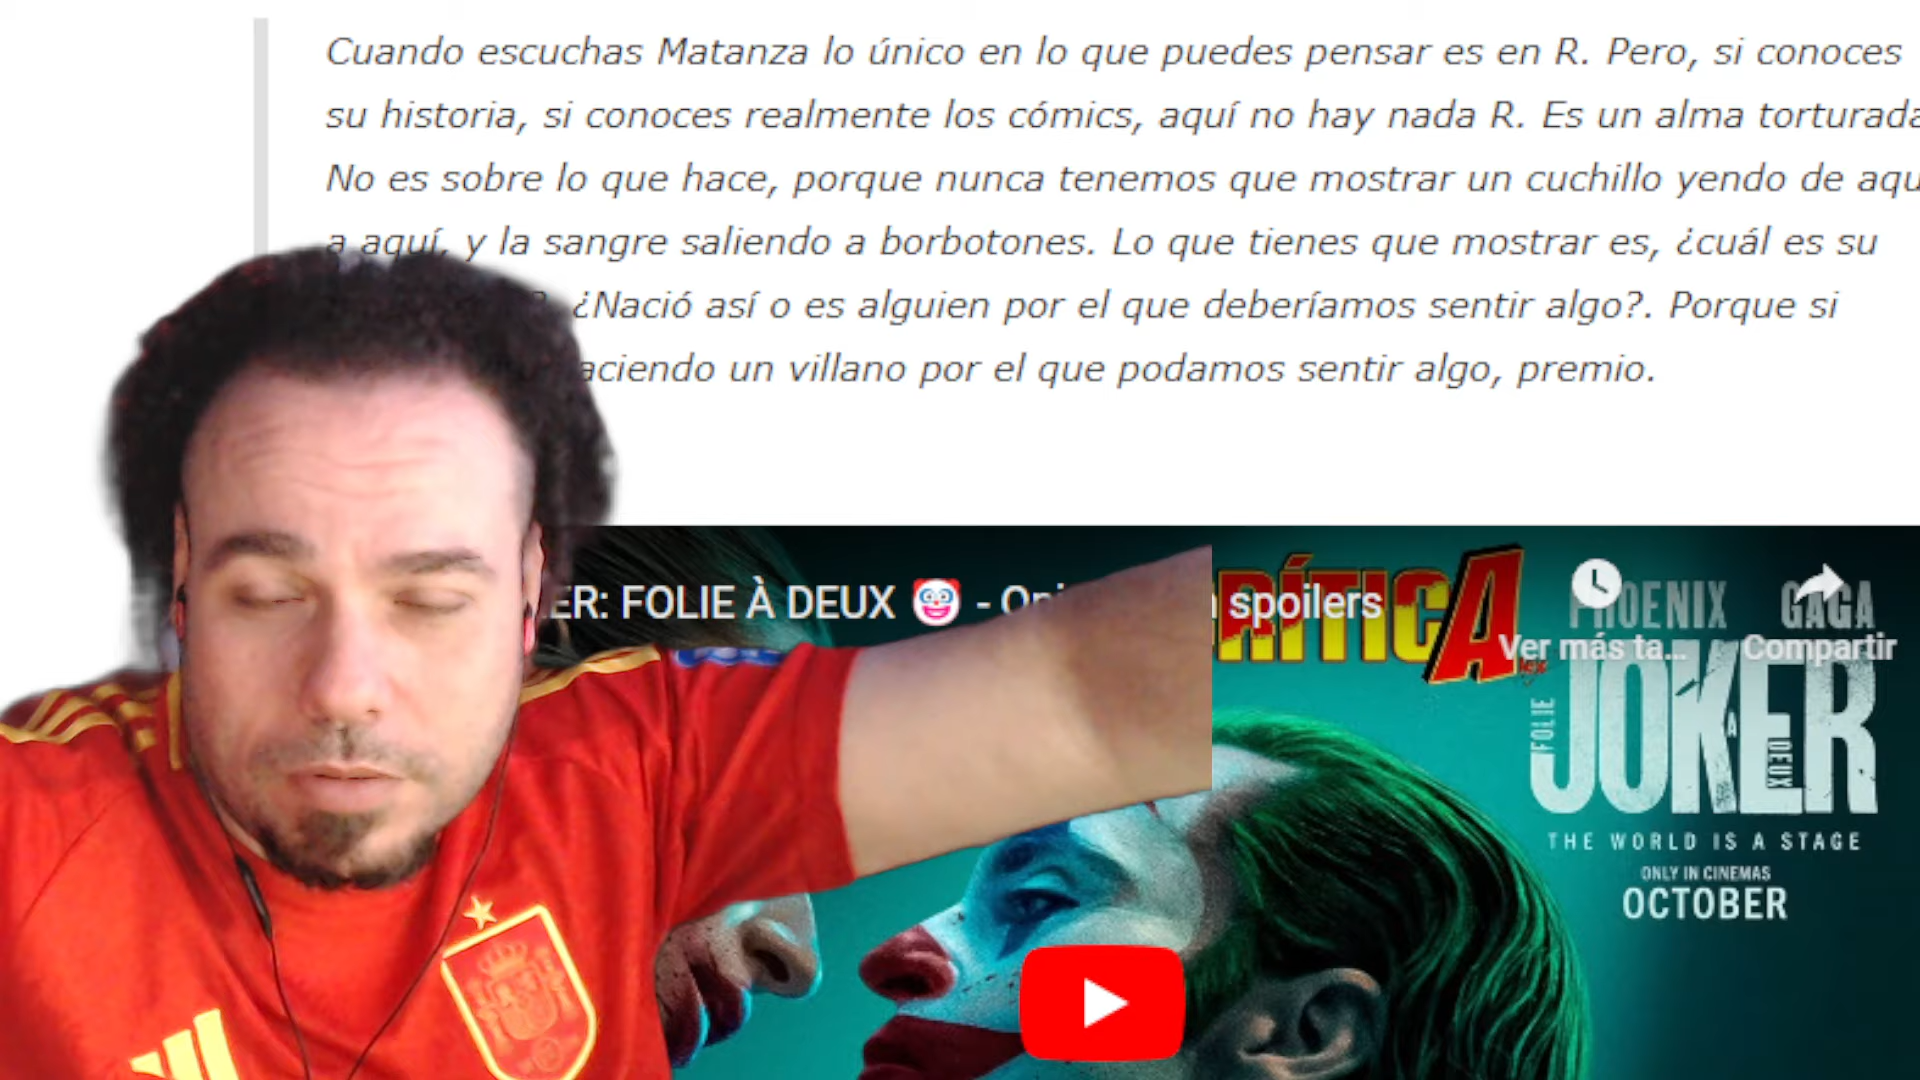 Cuando escuchas Matanza lo único en lo que puedes pensar es en R. Pero, si conoces
su historia, si conoces realmente los cómics, aquí no hay nada R. Es un alma torturada
No es sobre lo que hace, porque nunca tenemos que mostrar un cuchillo yendo de aqu
a aquí, y la sangre saliendo a borbotones. Lo que tienes que mostrar es, ¿cuál es su
¿Nació así o es alguien por el que deberíamos sentir algo?. Porque si
aciendo un villano por el que podamos sentir algo, premio.
ER: FOLIE À DEUX 🤡 - Opi spoilers
CRÍTICA
PHOENIX GAGA
Ver más ta... Compartir
JOKER
FOLIE
A
DEUX
THE WORLD IS A STAGE
ONLY IN CINEMAS
OCTOBER